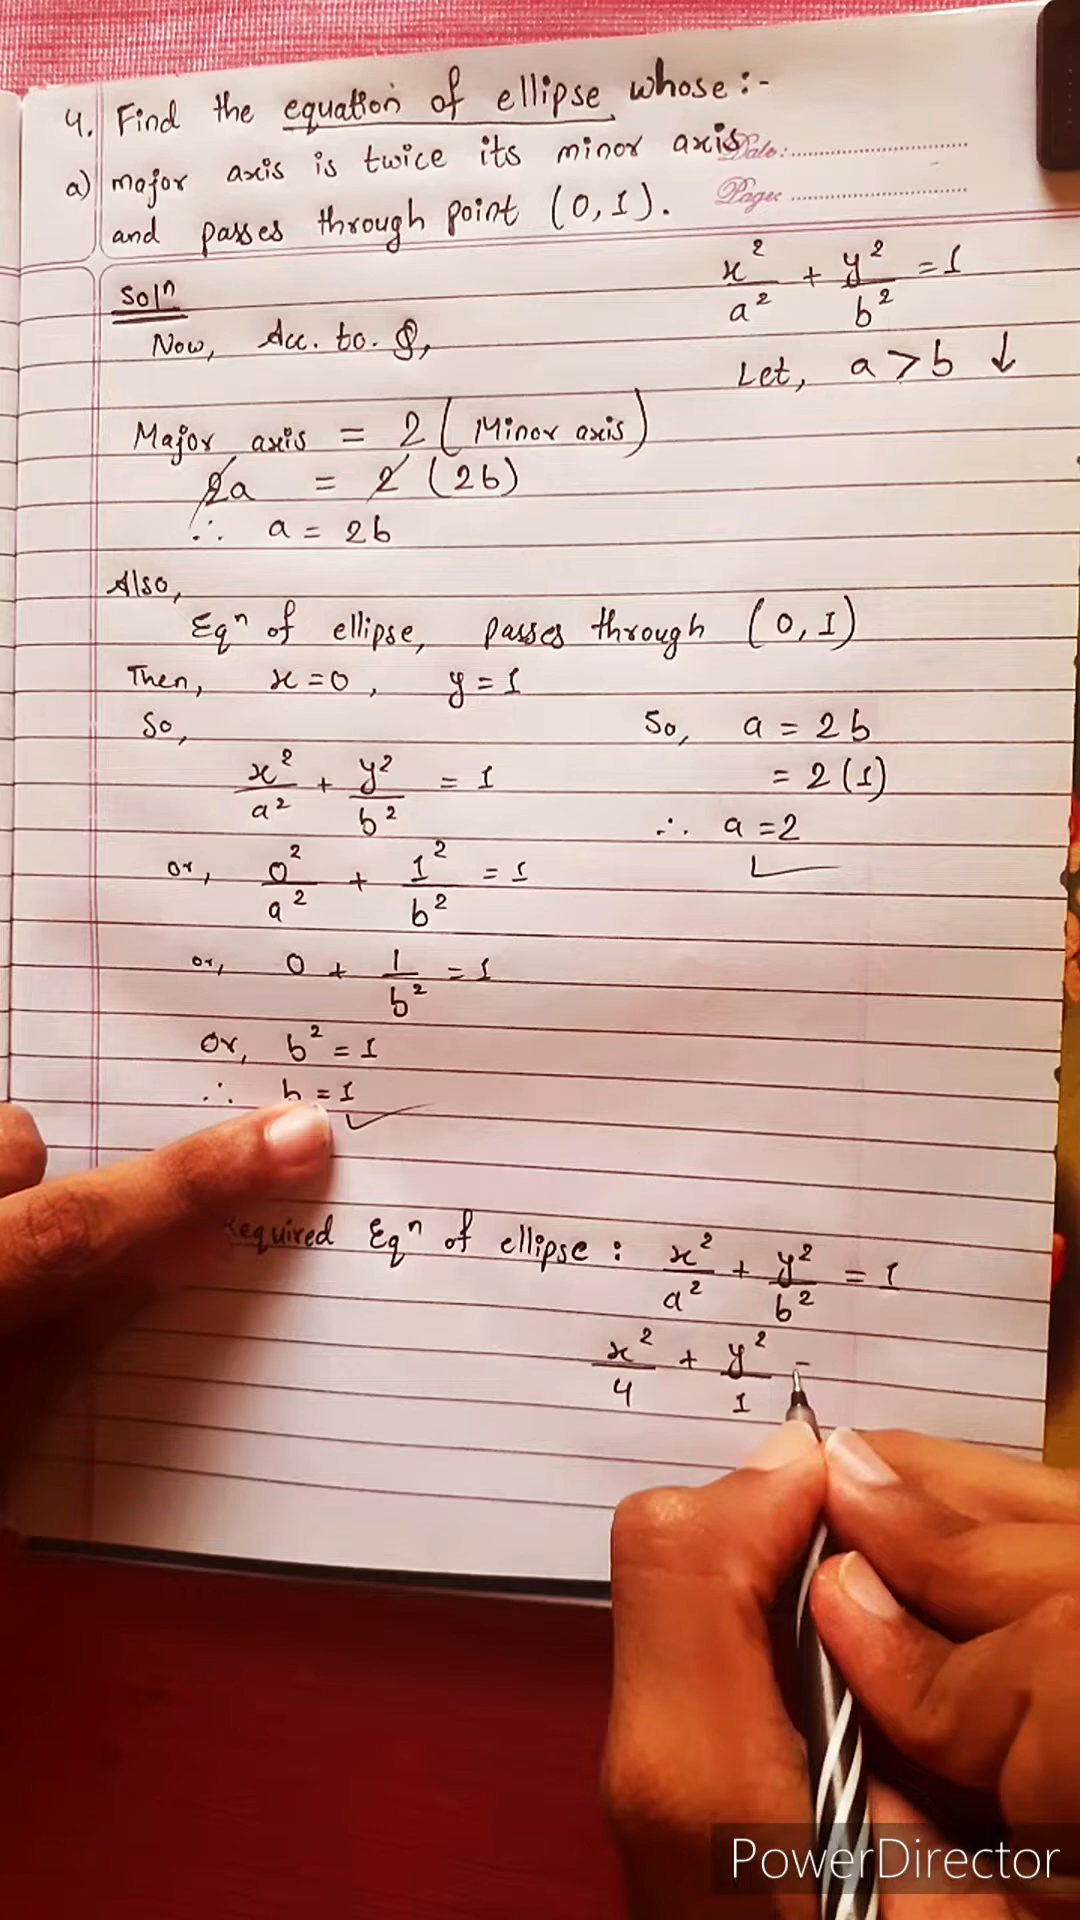 4. Find the equation of ellipse whose :-
a) major axis is twice its minor axis
Date:
and passes through point (0, 1).
Page:
Solⁿ
x²/a² + y²/b² = 1
Now, Acc. to. Q,
Let, a > b ↓
Major axis = 2 (Minor axis)
2a = 2 (2b)
∴ a = 2b
Also,
Eqⁿ of ellipse, passes through (0, 1)
Then, x = 0, y = 1
So,
x²/a² + y²/b² = 1
or, 0²/a² + 1²/b² = 1
or, 0 + 1/b² = 1
Or, b² = 1
∴ b = 1
So, a = 2b
= 2 (1)
∴ a = 2
Required Eqⁿ of ellipse : x²/a² + y²/b² = 1
x²/4 + y²/1 =
PowerDirector